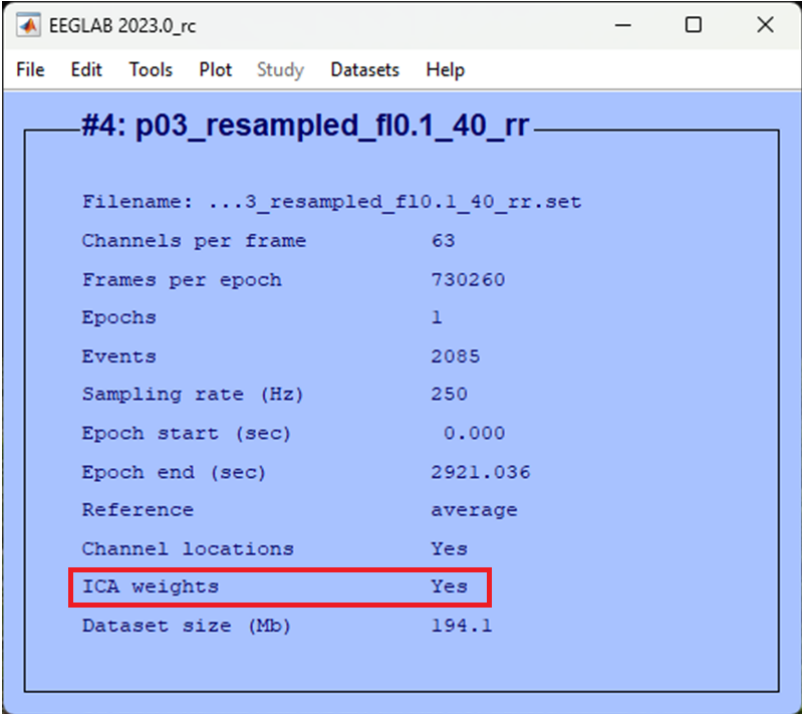 EEGLAB 2023.0_rc
File Edit Tools Plot Study Datasets Help
#4: p03_resampled_fl0.1_40_rr
Filename: ...3_resampled_fl0.1_40_rr.set
Channels per frame 63
Frames per epoch 730260
Epochs 1
Events 2085
Sampling rate (Hz) 250
Epoch start (sec) 0.000
Epoch end (sec) 2921.036
Reference average
Channel locations Yes
ICA weights Yes
Dataset size (Mb) 194.1